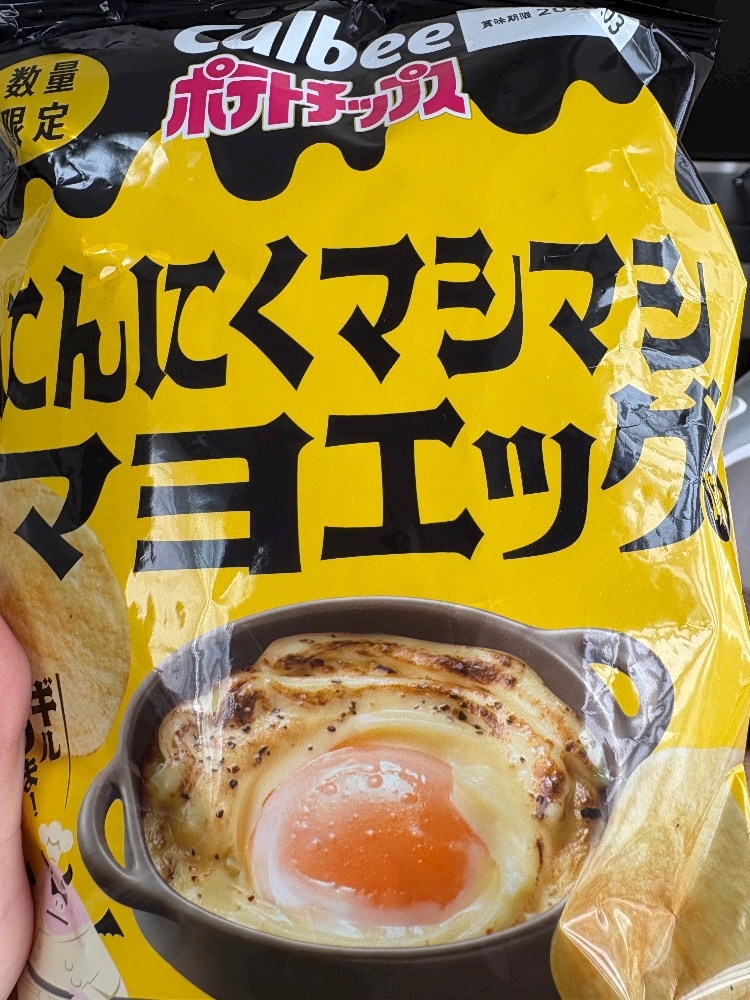 Calbee
賞味期限
ポテトチップス
数量
限定
にんにくマシマシ
マヨエッグ